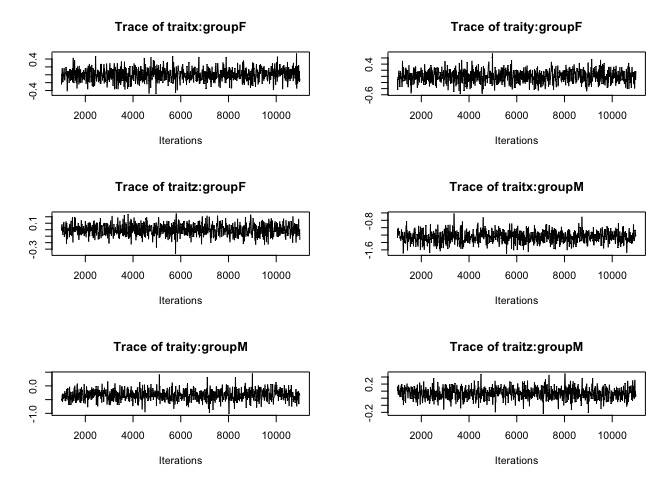 Trace of traitx:groupF
0.4
-0.4
2000 4000 6000 8000 10000
Iterations
Trace of traity:groupF
0.4
-0.6
2000 4000 6000 8000 10000
Iterations
Trace of traitz:groupF
0.1
-0.3
2000 4000 6000 8000 10000
Iterations
Trace of traitx:groupM
-0.8
-1.6
2000 4000 6000 8000 10000
Iterations
Trace of traity:groupM
0.0
-1.0
2000 4000 6000 8000 10000
Iterations
Trace of traitz:groupM
0.2
-0.2
2000 4000 6000 8000 10000
Iterations